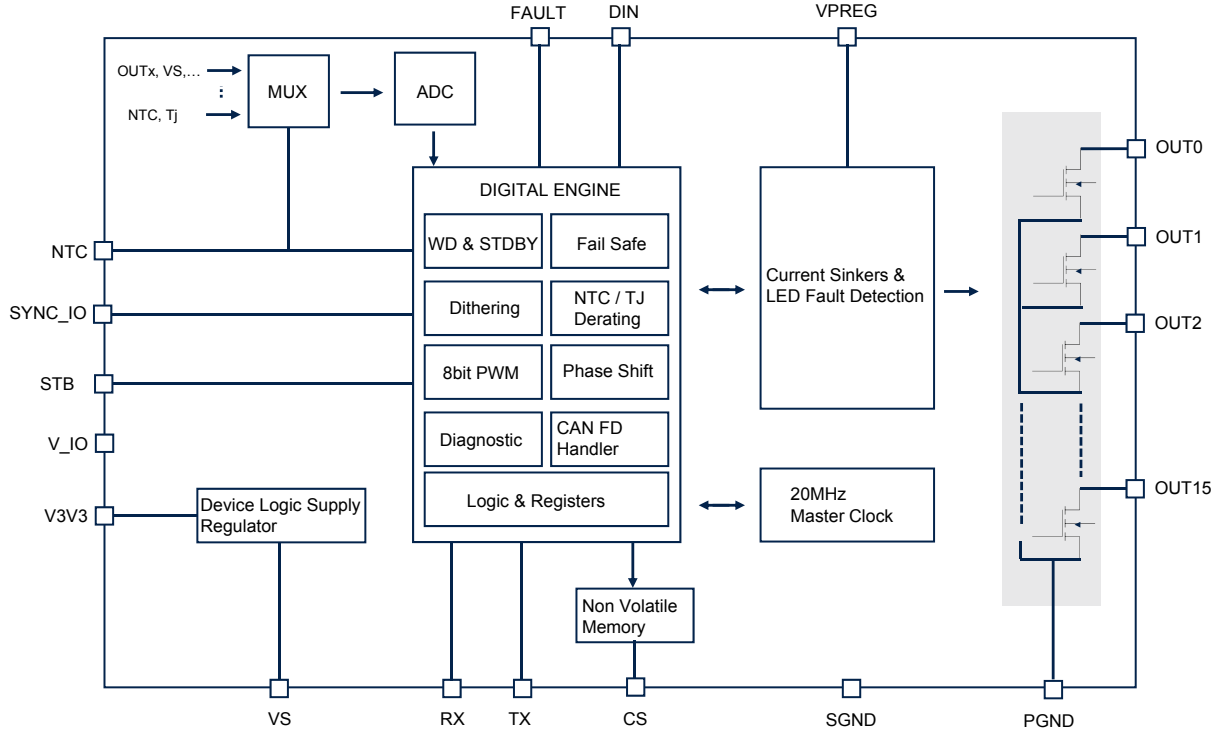 FAULT
DIN
VPREG
OUTx, VS,...
NTC, Tj
MUX
ADC
DIGITAL ENGINE
WD & STDBY
Fail Safe
Dithering
NTC / TJ
Derating
8bit PWM
Phase Shift
Diagnostic
CAN FD
Handler
Logic & Registers
Current Sinkers &
LED Fault Detection
20MHz
Master Clock
Non Volatile
Memory
Device Logic Supply
Regulator
NTC
SYNC_IO
STB
V_IO
V3V3
OUT0
OUT1
OUT2
OUT15
VS
RX
TX
CS
SGND
PGND